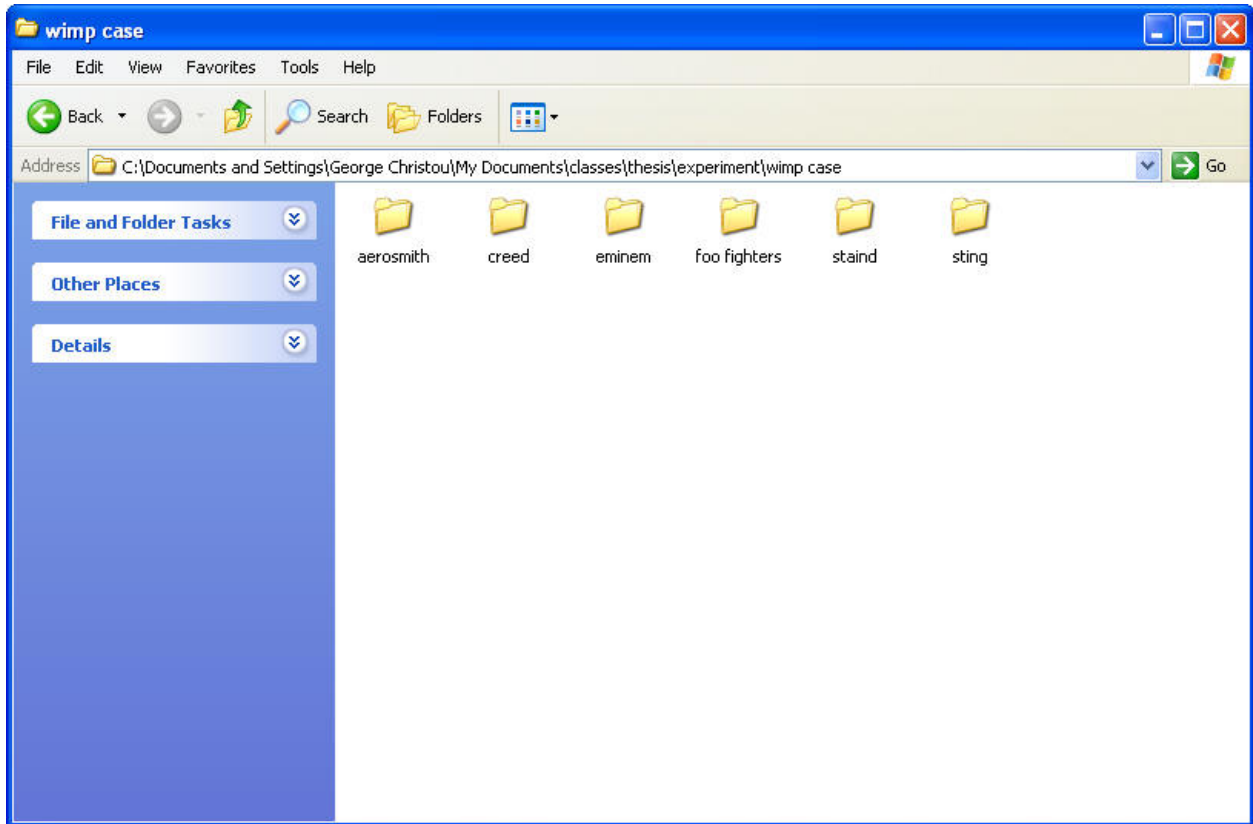 wimp case
File Edit View Favorites Tools Help
Back Search Folders
Address C:\Documents and Settings\George Christou\My Documents\classes\thesis\experiment\wimp case Go
File and Folder Tasks
Other Places
Details
aerosmith creed eminem foo fighters staind sting